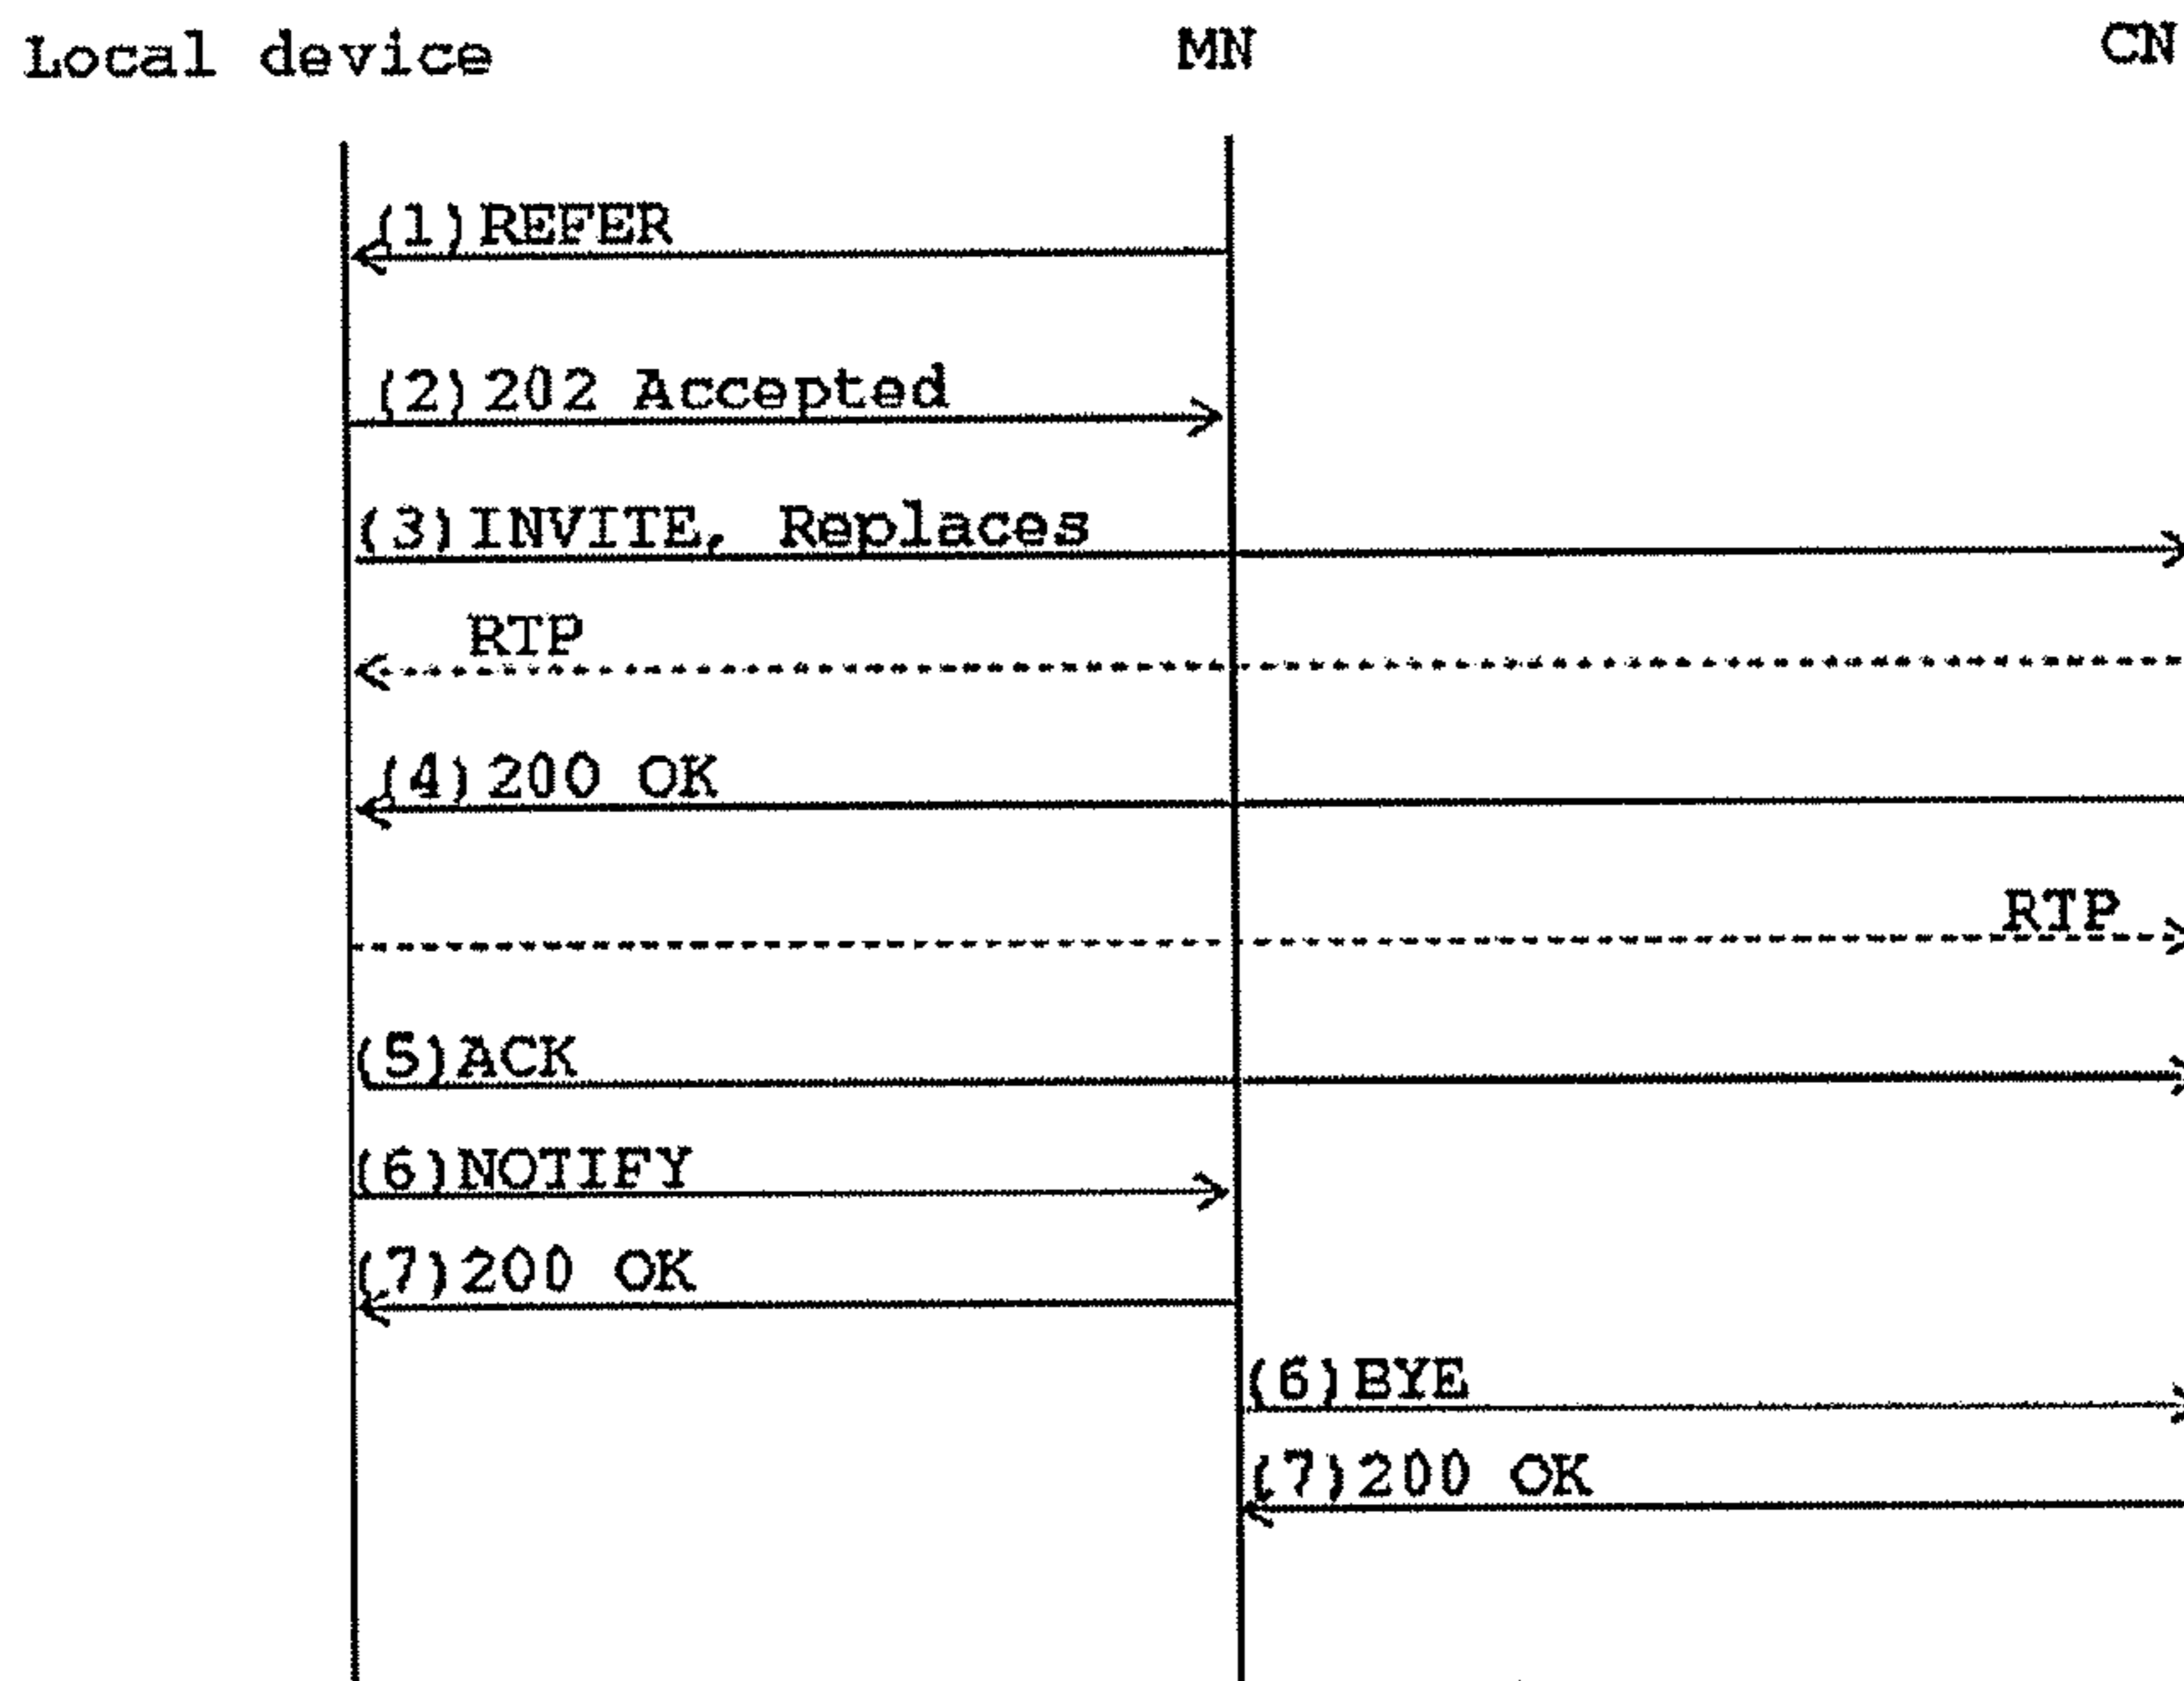 Local device MN CN
(1)REFER
(2)202 Accepted
(3)INVITE, Replaces
RTP
(4)200 OK
RTP
(5)ACK
(6)NOTIFY
(7)200 OK
(6)BYE
(7)200 OK